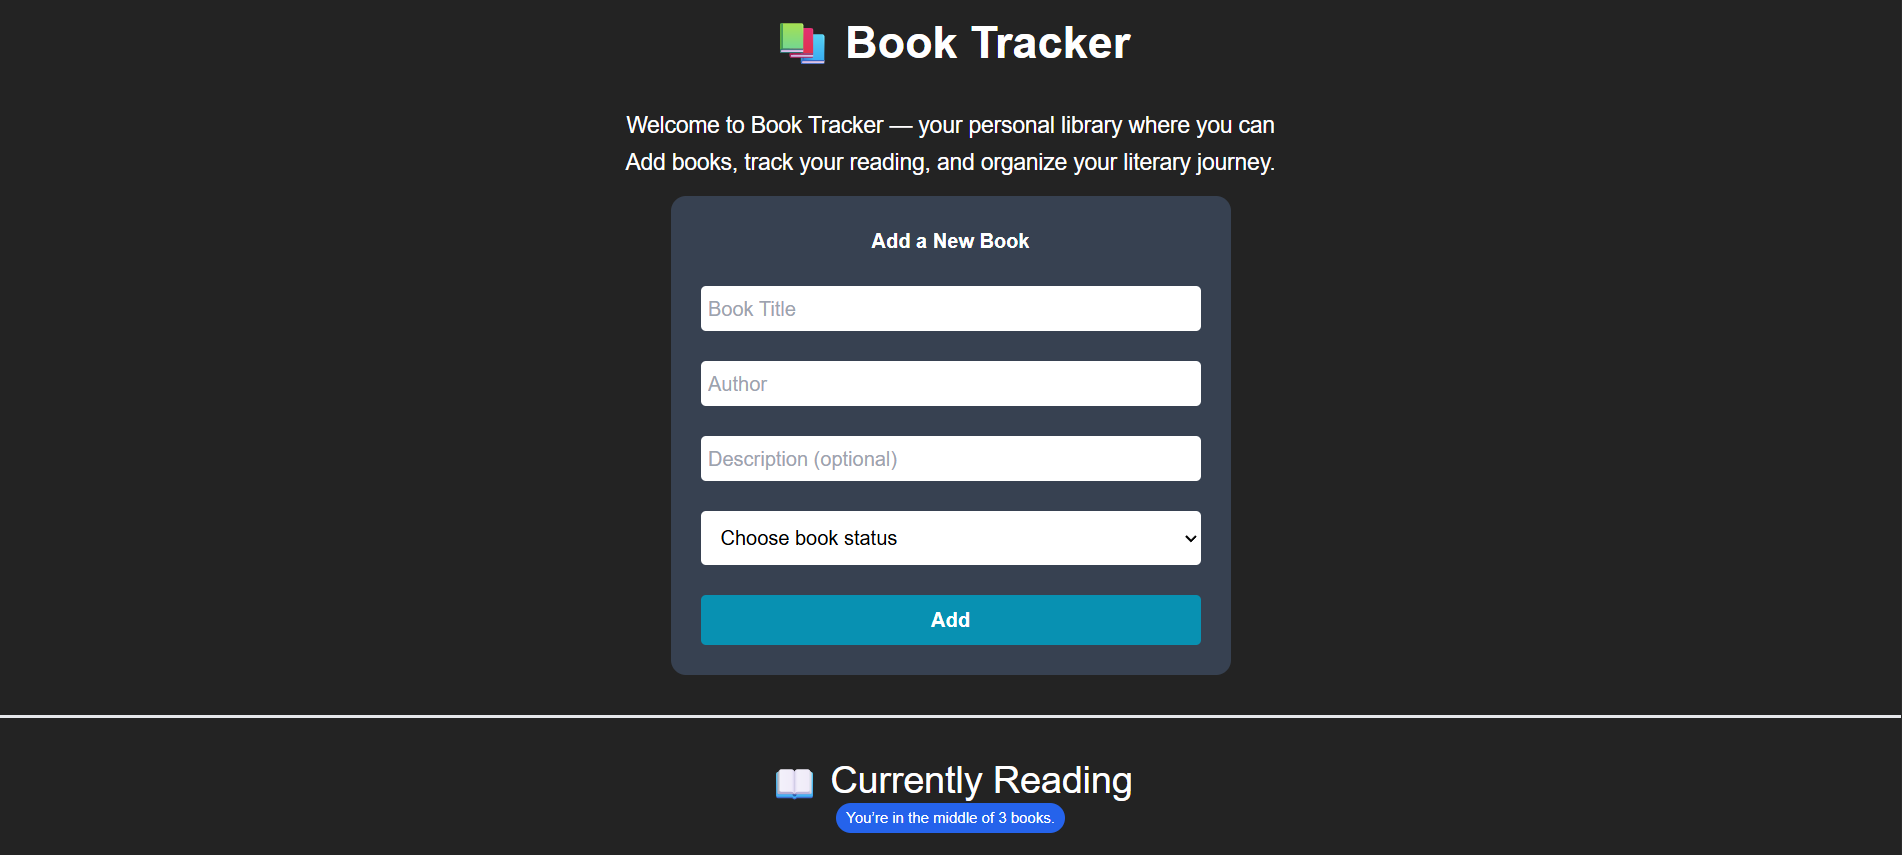 Book Tracker
Welcome to Book Tracker — your personal library where you can
Add books, track your reading, and organize your literary journey.
Add a New Book
Book Title
Author
Description (optional)
Choose book status
Add
Currently Reading
You’re in the middle of 3 books.